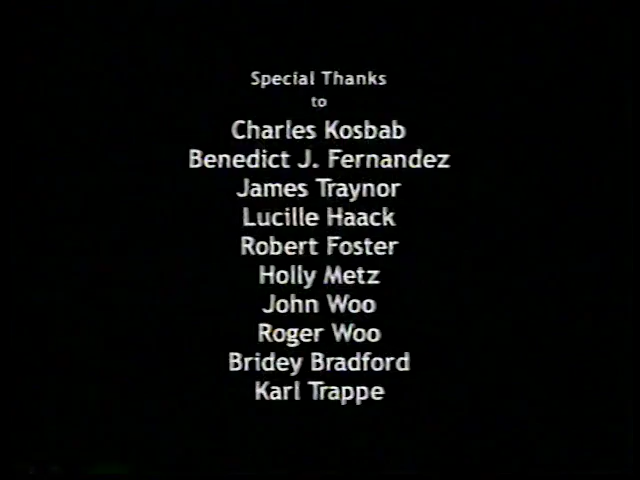 Special Thanks
to
Charles Kosbab
Benedict J. Fernandez
James Traynor
Lucille Haack
Robert Foster
Holly Metz
John Woo
Roger Woo
Bridey Bradford
Karl Trappe